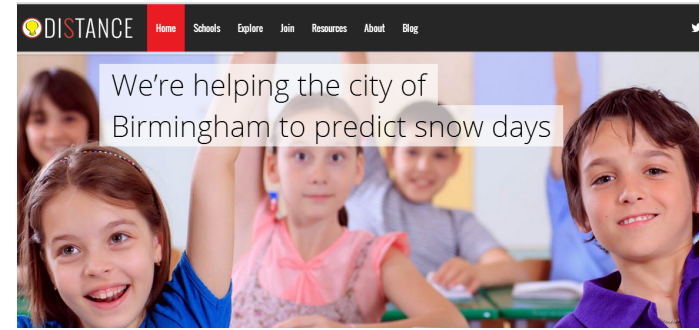 DISTANCE
Home Schools Explore Join Resources About Blog
We're helping the city of
Birmingham to predict snow days